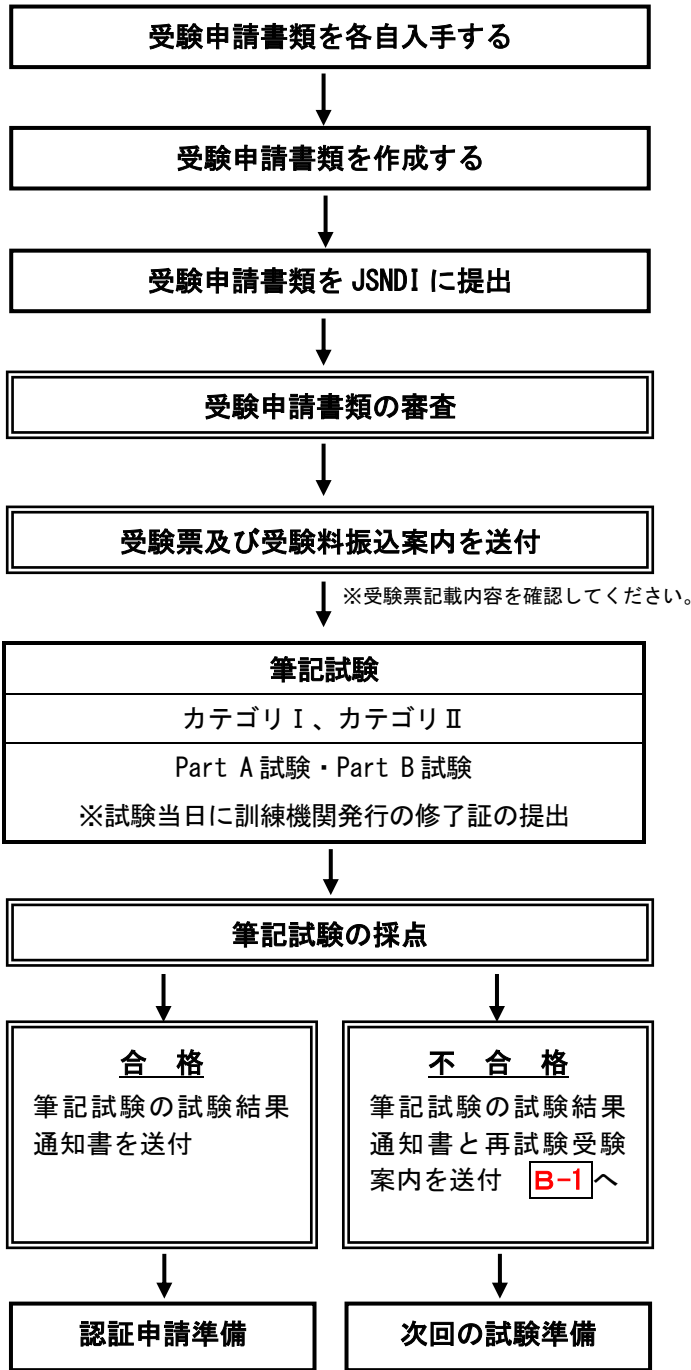 受験申請書類を各自入手する
受験申請書類を作成する
受験申請書類を JSNDI に提出
受験申請書類の審査
受験票及び受験料振込案内を送付
※受験票記載内容を確認してください。
筆記試験
カテゴリⅠ、カテゴリⅡ
Part A 試験・Part B 試験
※試験当日に訓練機関発行の修了証の提出
筆記試験の採点
合 格
筆記試験の試験結果
通知書を送付
不 合 格
筆記試験の試験結果
通知書と再試験受験
案内を送付 B-1 へ
認証申請準備
次回の試験準備